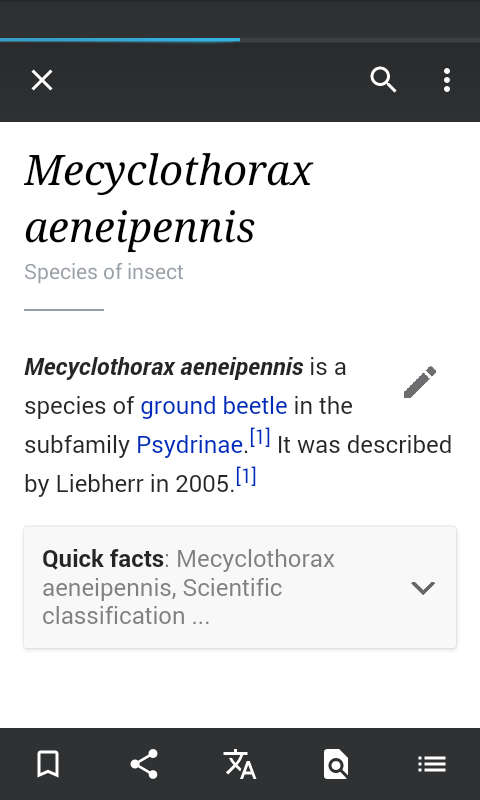 Mecyclothorax
aeneipennis
Species of insect
Mecyclothorax aeneipennis is a
species of ground beetle in the
subfamily Psydrinae.[1] It was described
by Liebherr in 2005.[1]
Quick facts: Mecyclothorax
aeneipennis, Scientific
classification ...